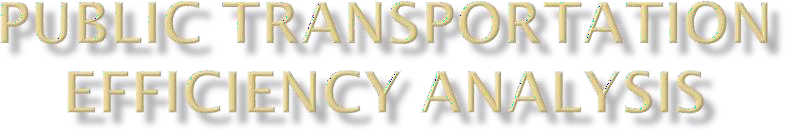 PUBLIC TRANSPORTATION
EFFICIENCY ANALYSIS